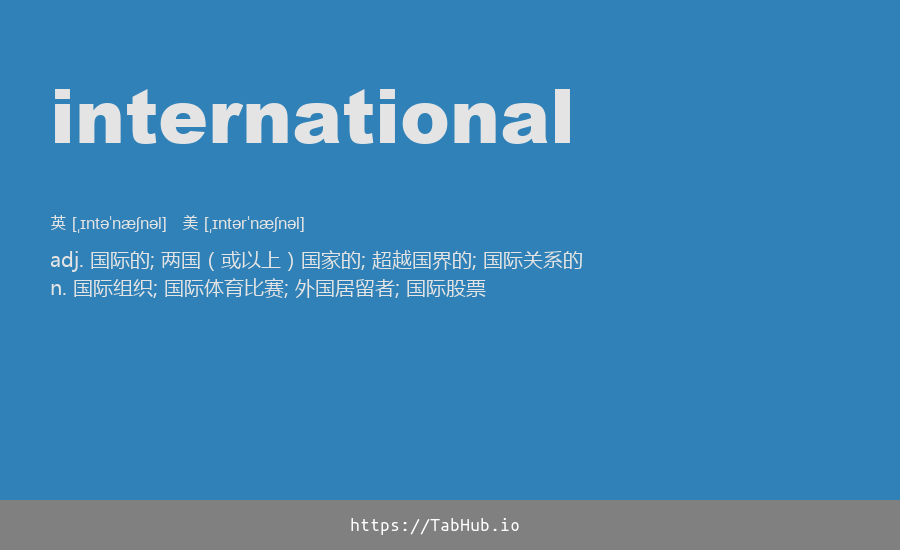 international
英 [ˌɪntəˈnæʃnəl] 美 [ˌɪntərˈnæʃnəl]
adj. 国际的; 两国（或以上）国家的; 超越国界的; 国际关系的
n. 国际组织; 国际体育比赛; 外国居留者; 国际股票
https://TabHub.io